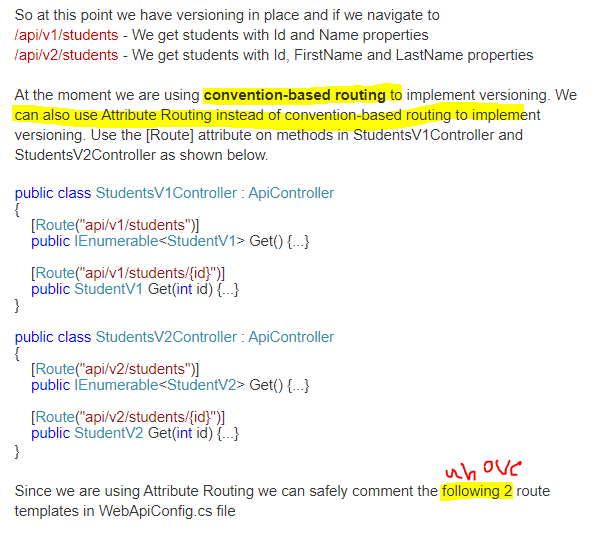 So at this point we have versioning in place and if we navigate to
/api/v1/students - We get students with Id and Name properties
/api/v2/students - We get students with Id, FirstName and LastName properties
At the moment we are using convention-based routing to implement versioning. We
can also use Attribute Routing instead of convention-based routing to implement
versioning. Use the [Route] attribute on methods in StudentsV1Controller and
StudentsV2Controller as shown below.
public class StudentsV1Controller : ApiController
{
[Route("api/v1/students")]
public IEnumerable<StudentV1> Get() {...}
[Route("api/v1/students/{id}")]
public StudentV1 Get(int id) {...}
}
public class StudentsV2Controller : ApiController
{
[Route("api/v2/students")]
public IEnumerable<StudentV2> Get() {...}
[Route("api/v2/students/{id}")]
public StudentV2 Get(int id) {...}
}
Since we are using Attribute Routing we can safely comment the following 2 route
templates in WebApiConfig.cs file